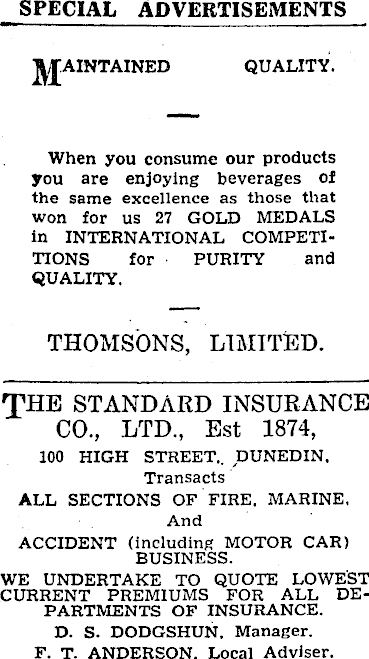 SPECIAL ADVERTISEMENTS
MAINTAINED QUALITY.
When you consume our products
you are enjoying beverages of
the same excellence as those that
won for us 27 GOLD MEDALS
in INTERNATIONAL COMPETI-
TIONS for PURITY and
QUALITY.
THOMSONS, LIMITED.
THE STANDARD INSURANCE
CO., LTD., Est 1874,
100 HIGH STREET, DUNEDIN,
Transacts
ALL SECTIONS OF FIRE, MARINE,
And
ACCIDENT (including MOTOR CAR)
BUSINESS.
WE UNDERTAKE TO QUOTE LOWEST
CURRENT PREMIUMS FOR ALL DE-
PARTMENTS OF INSURANCE.
D. S. DODGSHUN, Manager.
F. T. ANDERSON, Local Adviser.